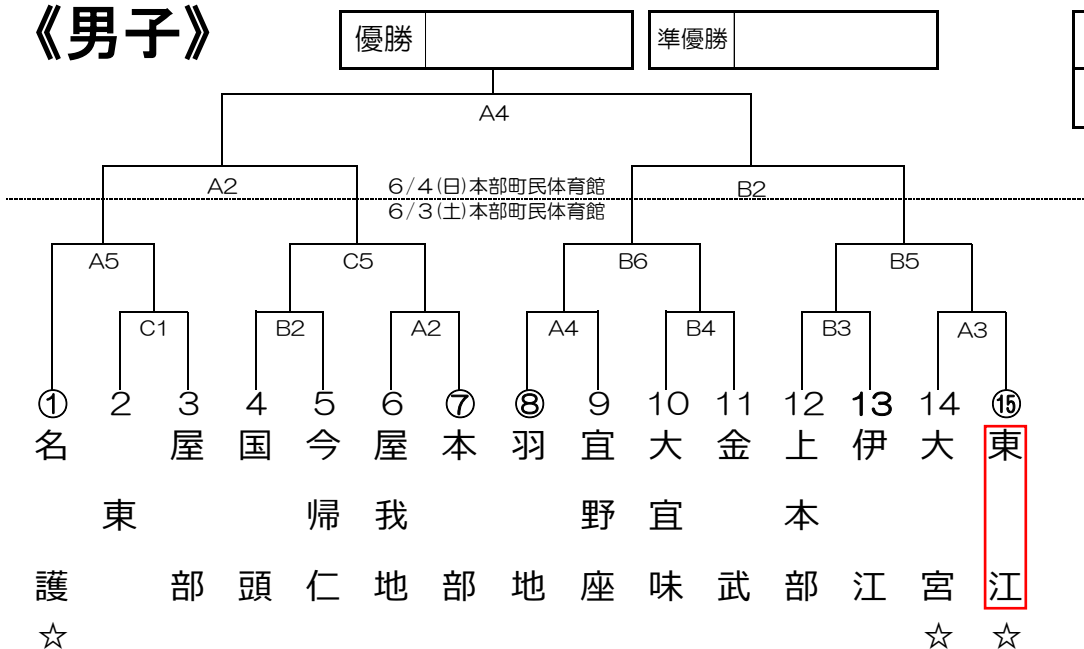 《男子》
優勝
準優勝
A4
A2
6/4(日)本部町民体育館
B2
6/3(土)本部町民体育館
A5
C5
B6
B5
C1
B2
A2
A4
B4
B3
A3
① 2 3 4 5 6 ⑦ ⑧ 9 10 11 12 13 14 ⑮
名護☆
東
屋部
国頭
今帰仁
屋我地
本部
羽地
宜野座
大宜味
金武
上本部
伊江
大宮☆
東江☆